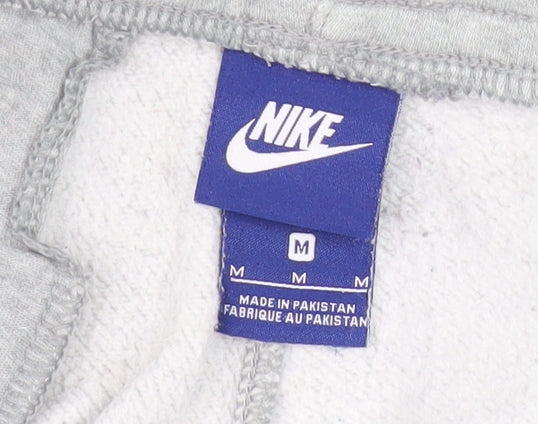 NIKE
M
M M M
MADE IN PAKISTAN
FABRIQUE AU PAKISTAN